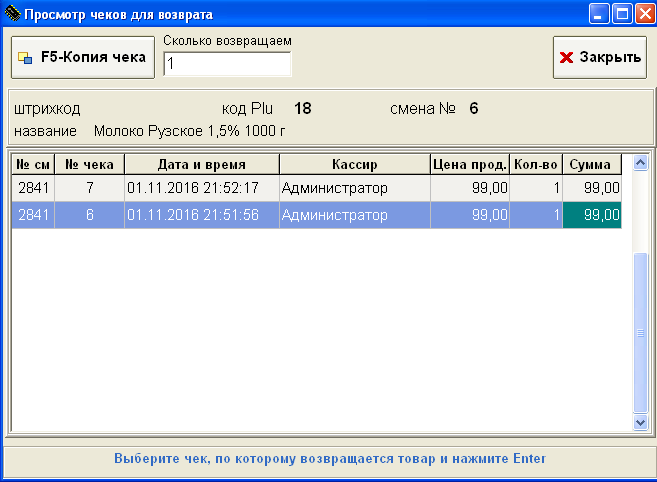 Просмотр чеков для возврата
F5-Копия чека
Сколько возвращаем
1
Закрыть
штрихкод код Plu 18 смена № 6
название Молоко Рузское 1,5% 1000 г
№ см № чека Дата и время Кассир Цена прод. Кол-во Сумма
2841 7 01.11.2016 21:52:17 Администратор 99,00 1 99,00
2841 6 01.11.2016 21:51:56 Администратор 99,00 1 99,00
Выберите чек, по которому возвращается товар и нажмите Enter